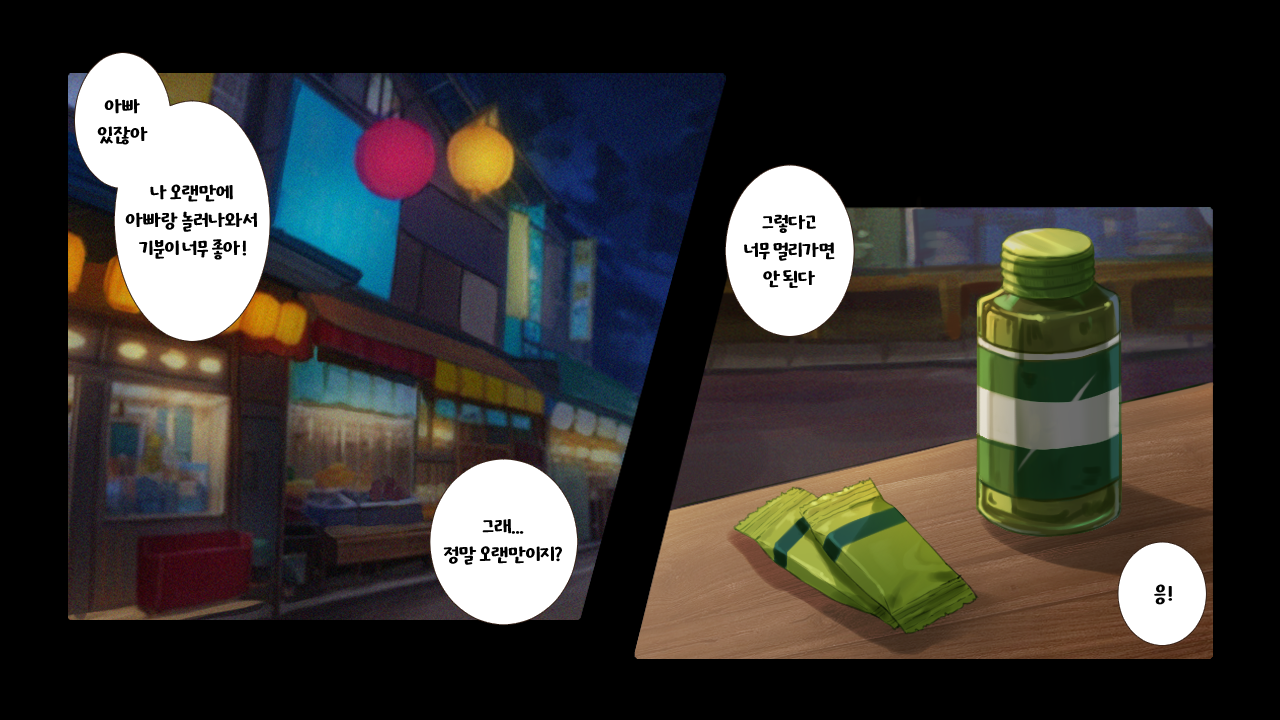 아빠
있잖아
나 오랜만에
아빠랑 놀러나와서
기분이 너무 좋아!
그래...
정말 오랜만이지?
그렇다고
너무 멀리가면
안 된다
응!